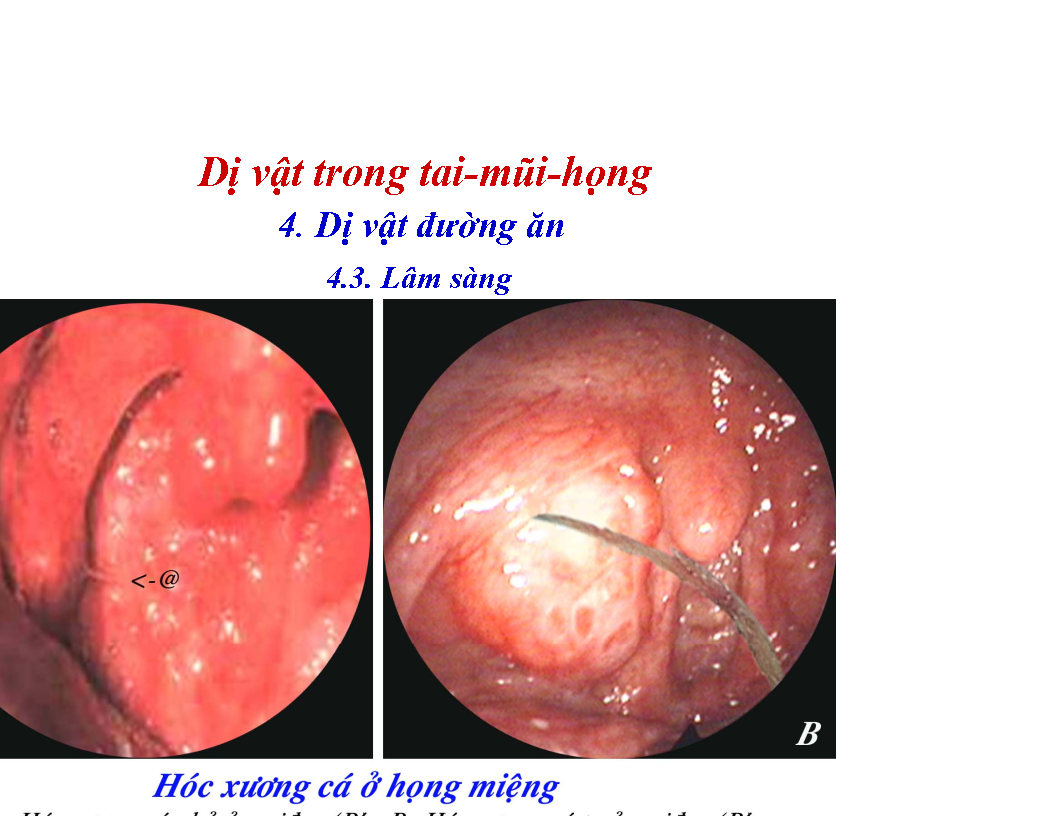 Dị vật trong tai-mũi-họng
4. Dị vật đường ăn
4.3. Lâm sàng
<-@
B
Hóc xương cá ở họng miệng